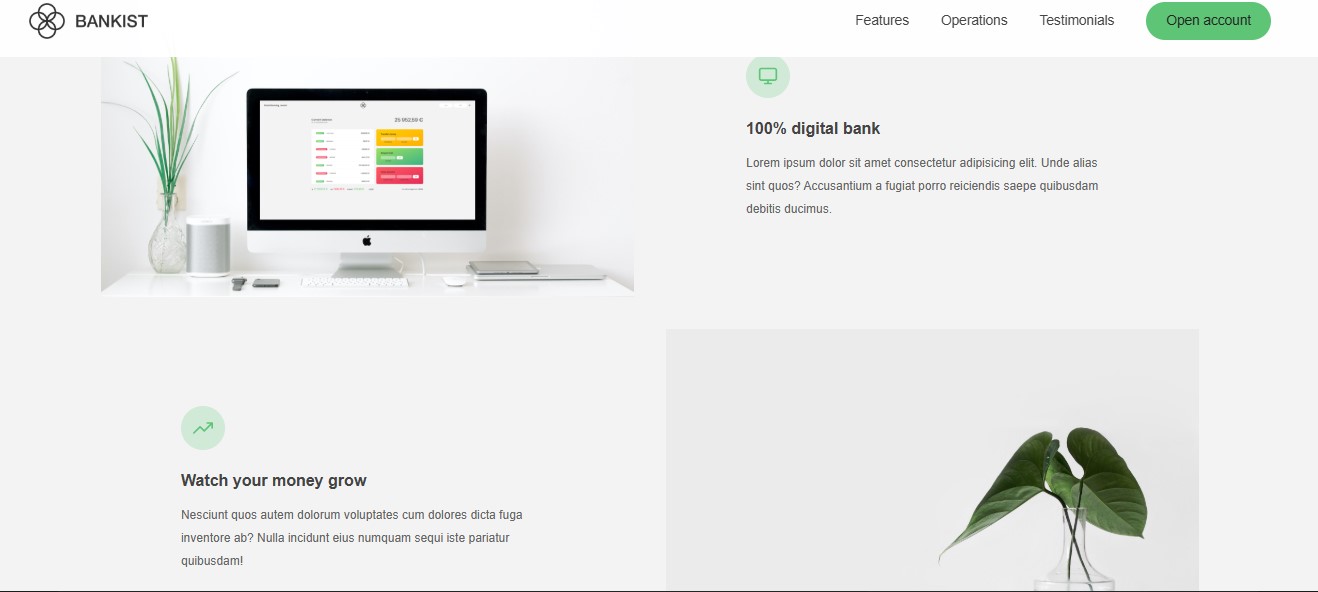 BANKIST
Features
Operations
Testimonials
Open account
100% digital bank
Lorem ipsum dolor sit amet consectetur adipisicing elit. Unde alias
sint quos? Accusantium a fugiat porro reiciendis saepe quibusdam
debitis ducimus.
Watch your money grow
Nesciunt quos autem dolorum voluptates cum dolores dicta fuga
inventore ab? Nulla incidunt eius numquam sequi iste pariatur
quibusdam!